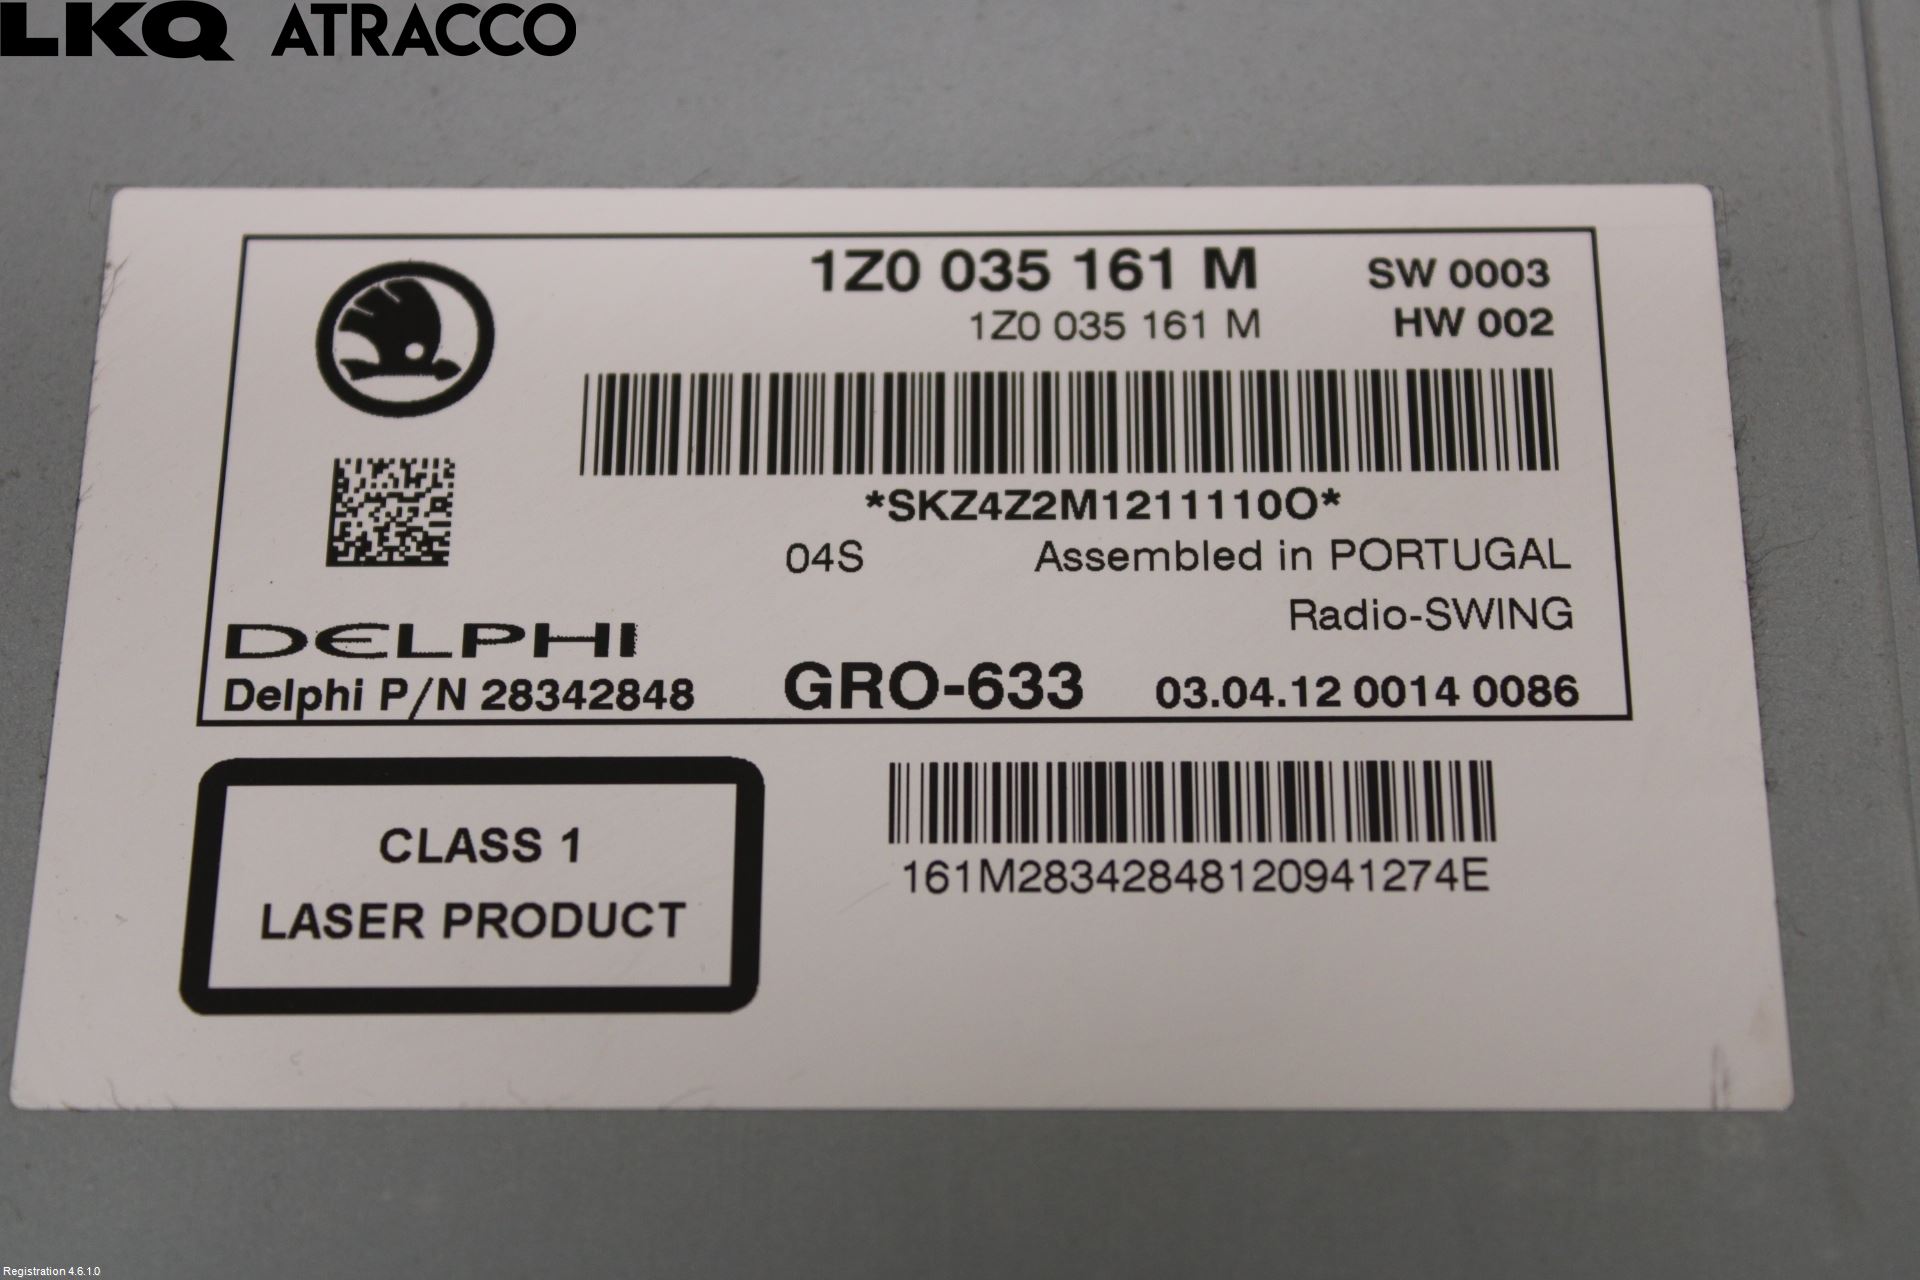 LKQ ATRACCO
1Z0 035 161 M SW 0003
1Z0 035 161 M HW 002
*SKZ4Z2M1211110O*
04S Assembled in PORTUGAL
Radio-SWING
DELPHI
Delphi P/N 28342848 GRO-633 03.04.12 0014 0086
CLASS 1
LASER PRODUCT
161M28342848120941274E
Registration 4.6.1.0